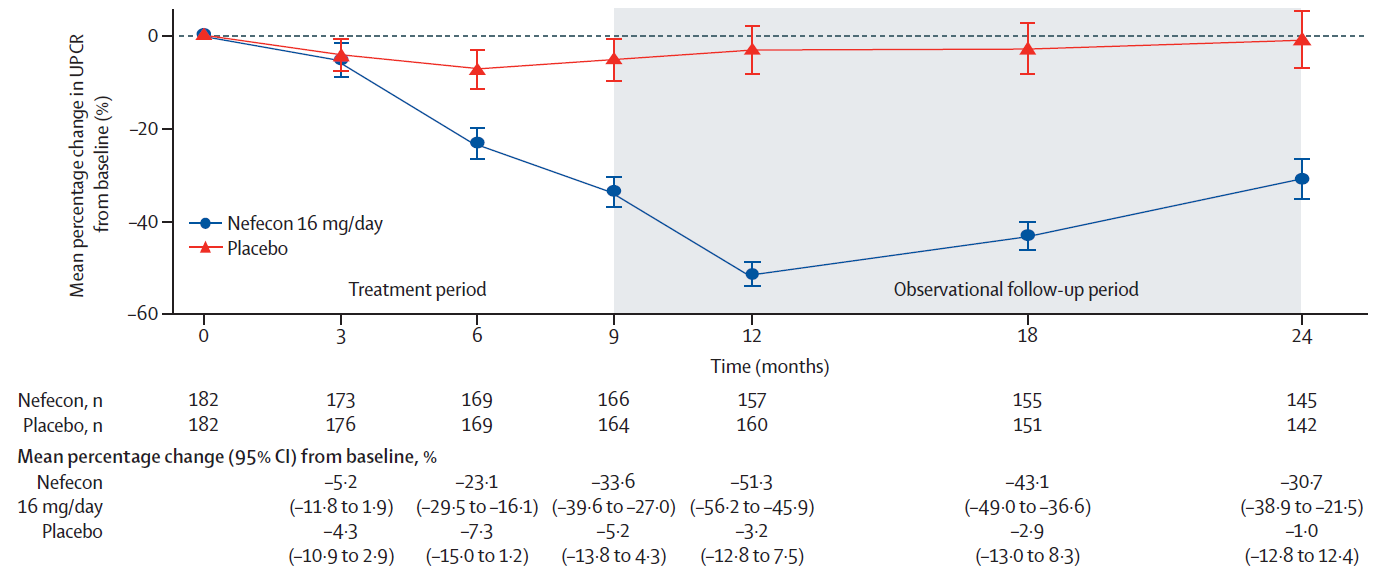 Mean percentage change in UPCR
from baseline (%)
0
–20
–40
–60
Nefecon 16 mg/day
Placebo
Treatment period
Observational follow-up period
0 3 6 9 12 18 24
Time (months)
Nefecon, n 182 173 169 166 157 155 145
Placebo, n 182 176 169 164 160 151 142
Mean percentage change (95% CI) from baseline, %
Nefecon –5·2 –23·1 –33·6 –51·3 –43·1 –30·7
16 mg/day (–11·8 to 1·9) (–29·5 to –16·1) (–39·6 to –27·0) (–56·2 to –45·9) (–49·0 to –36·6) (–38·9 to –21·5)
Placebo –4·3 –7·3 –5·2 –3·2 –2·9 –1·0
(–10·9 to 2·9) (–15·0 to 1·2) (–13·8 to 4·3) (–12·8 to 7·5) (–13·0 to 8·3) (–12·8 to 12·4)